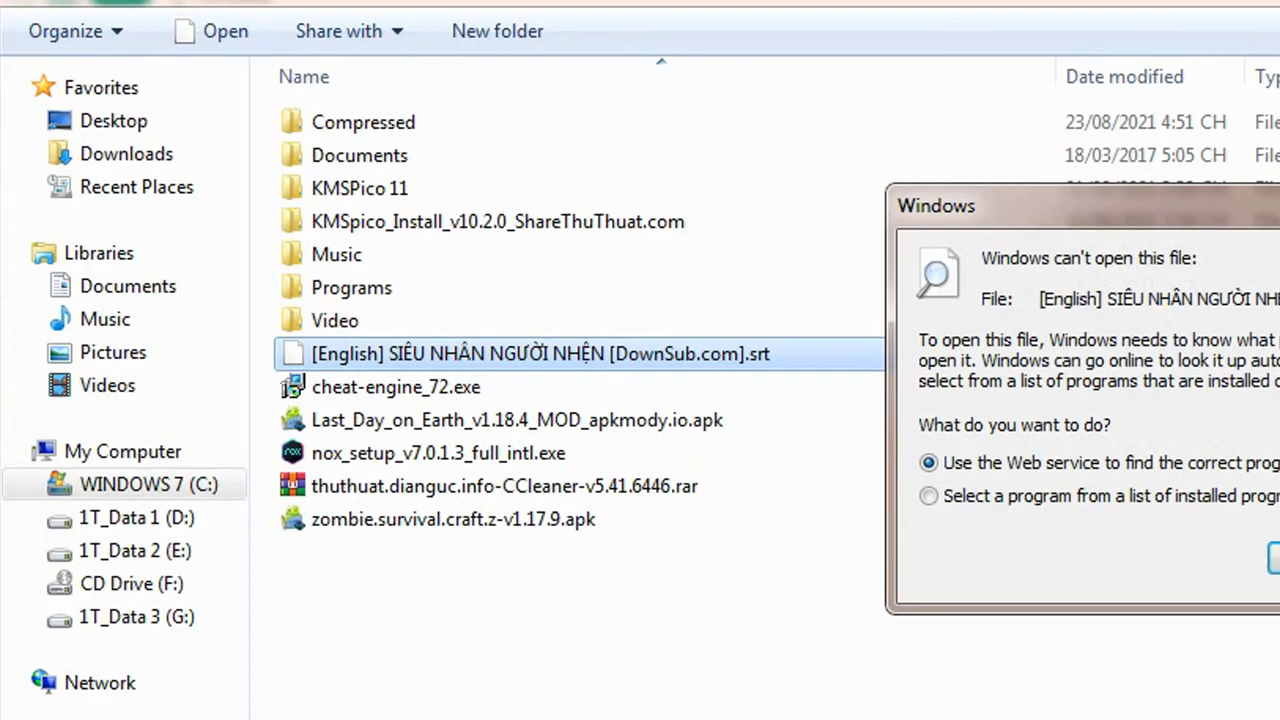 Organize
Open
Share with
New folder
Name
Date modified
Favorites
Desktop
Downloads
Recent Places
Libraries
Documents
Music
Pictures
Videos
My Computer
WINDOWS 7 (C:)
1T_Data 1 (D:)
1T_Data 2 (E:)
CD Drive (F:)
1T_Data 3 (G:)
Network
Compressed 23/08/2021 4:51 CH
Documents 18/03/2017 5:05 CH
KMSPico 11
KMSpico_Install_v10.2.0_ShareThuThuat.com
Music
Programs
Video
[English] SIÊU NHÂN NGƯỜI NHỆN [DownSub.com].srt
cheat-engine_72.exe
Last_Day_on_Earth_v1.18.4_MOD_apkmody.io.apk
nox_setup_v7.0.1.3_full_intl.exe
thuthuat.dianguc.info-CCleaner-v5.41.6446.rar
zombie.survival.craft.z-v1.17.9.apk
Windows
Windows can't open this file:
File: [English] SIÊU NHÂN NGƯỜI
To open this file, Windows needs to know what
open it. Windows can go online to look it up
select from a list of programs that are installed
What do you want to do?
Use the Web service to find the correct
Select a program from a list of installed